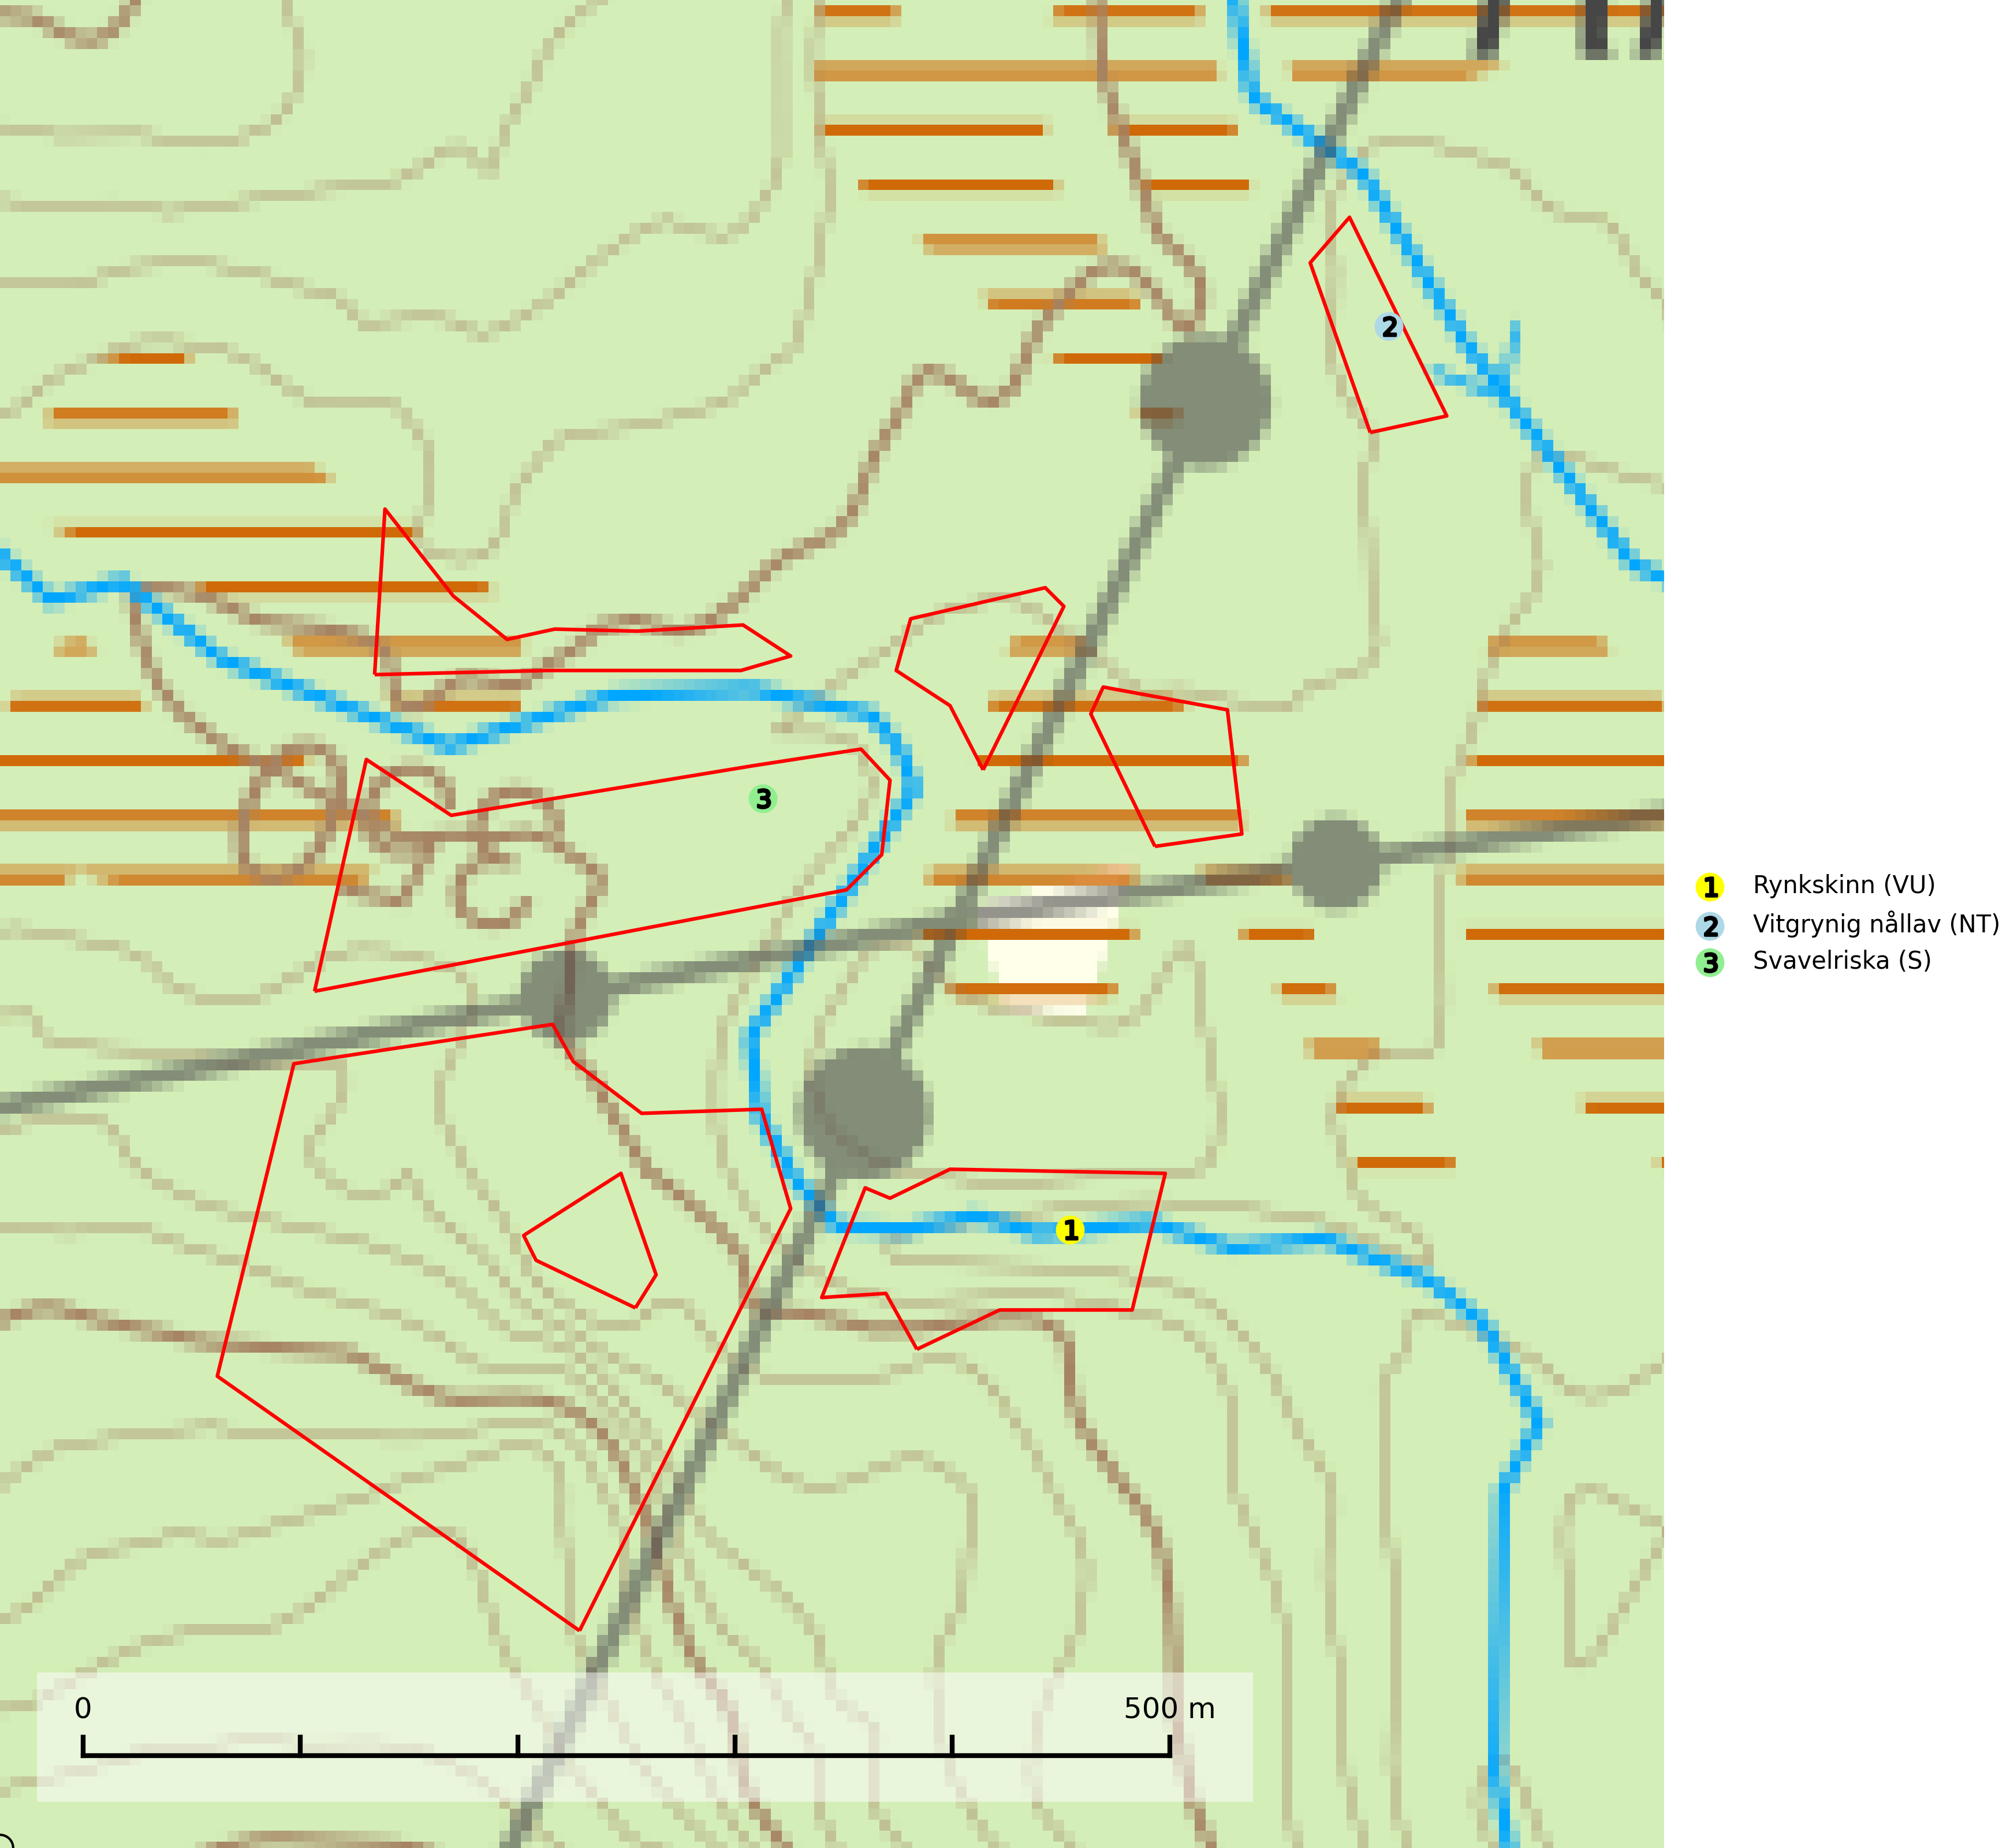 2
3
1
1 Rynkskinn (VU)
2 Vitgrynig nållav (NT)
3 Svavelriska (S)
0 500 m